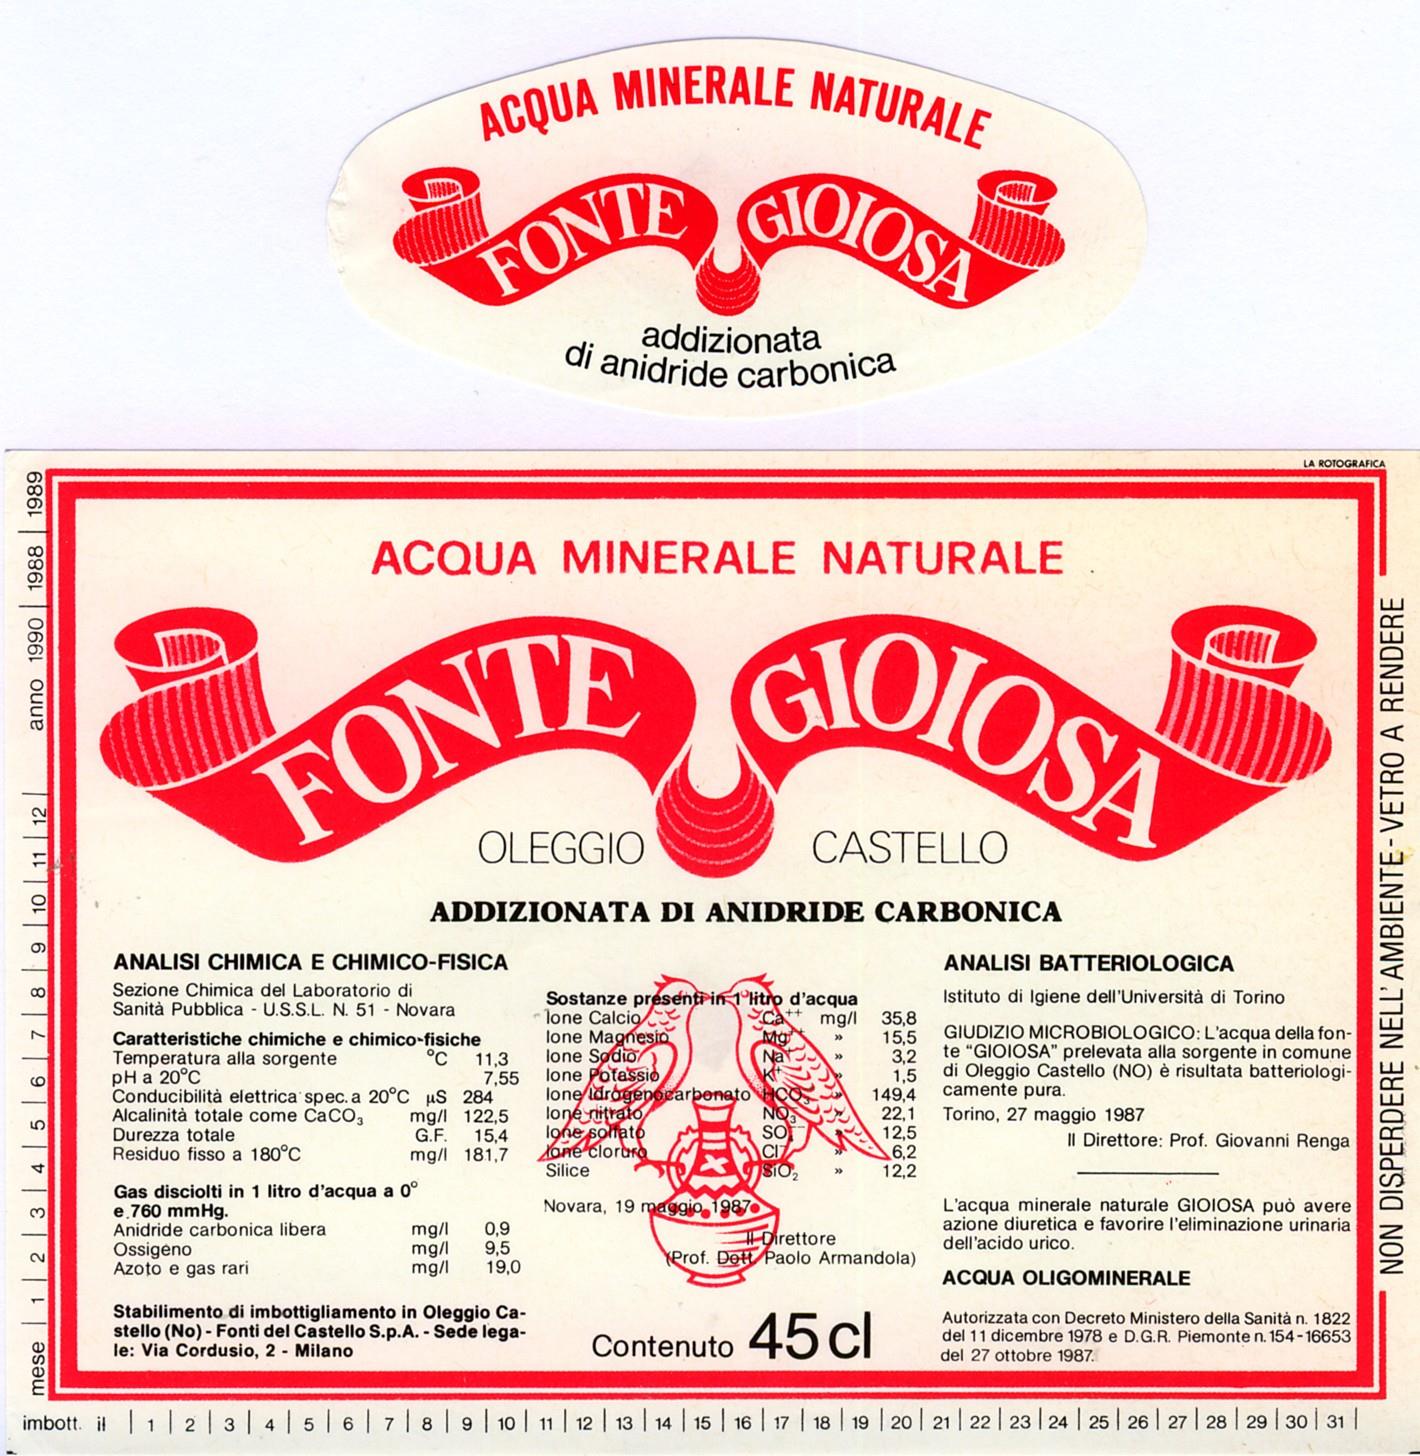 ACQUA MINERALE NATURALE
FONTE GIOIOSA
addizionata
di anidride carbonica
LA ROTOGRAFICA
ACQUA MINERALE NATURALE
FONTE GIOIOSA
OLEGGIO CASTELLO
ADDIZIONATA DI ANIDRIDE CARBONICA
ANALISI CHIMICA E CHIMICO-FISICA
Sezione Chimica del Laboratorio di
Sanità Pubblica - U.S.S.L. N. 51 - Novara
Caratteristiche chimiche e chimico-fisiche
Temperatura alla sorgente °C 11,3
pH a 20°C 7,55
Conducibilità elettrica spec. a 20°C µS 284
Alcalinità totale come CaCO₃ mg/l 122,5
Durezza totale G.F. 15,4
Residuo fisso a 180°C mg/l 181,7
Gas disciolti in 1 litro d'acqua a 0°
e 760 mmHg.
Anidride carbonica libera mg/l 0,9
Ossigeno mg/l 9,5
Azoto e gas rari mg/l 19,0
Stabilimento di imbottigliamento in Oleggio Ca-
stello (No) - Fonti del Castello S.p.A. - Sede lega-
le: Via Cordusio, 2 - Milano
Sostanze presenti in 1 litro d'acqua
Ione Calcio Ca⁺⁺ mg/l 35,8
Ione Magnesio Mg⁺⁺ » 15,5
Ione Sodio Na⁺ » 3,2
Ione Potassio K⁺ » 1,5
Ione Idrogenocarbonato HCO₃⁻ » 149,4
Ione nitrato NO₃⁻ » 22,1
Ione solfato SO₄⁻⁻ » 12,5
Ione cloruro Cl⁻ » 6,2
Silice SiO₂ » 12,2
Novara, 19 maggio 1987
Il Direttore
(Prof. Dott. Paolo Armandola)
Contenuto 45 cl
ANALISI BATTERIOLOGICA
Istituto di Igiene dell'Università di Torino
GIUDIZIO MICROBIOLOGICO: L'acqua della fon-
te "GIOIOSA" prelevata alla sorgente in comune
di Oleggio Castello (NO) è risultata batteriologi-
camente pura.
Torino, 27 maggio 1987
Il Direttore: Prof. Giovanni Renga
L'acqua minerale naturale GIOIOSA può avere
azione diuretica e favorire l'eliminazione urinaria
dell'acido urico.
ACQUA OLIGOMINERALE
Autorizzata con Decreto Ministero della Sanità n. 1822
del 11 dicembre 1978 e D.G.R. Piemonte n. 154-16653
del 27 ottobre 1987.
NON DISPERDERE NELL'AMBIENTE - VETRO A RENDERE
mese | 1 | 2 | 3 | 4 | 5 | 6 | 7 | 8 | 9 | 10 | 11 | 12 | anno 1990 | 1988 | 1989
imbott. il | 1 | 2 | 3 | 4 | 5 | 6 | 7 | 8 | 9 | 10 | 11 | 12 | 13 | 14 | 15 | 16 | 17 | 18 | 19 | 20 | 21 | 22 | 23 | 24 | 25 | 26 | 27 | 28 | 29 | 30 | 31 |